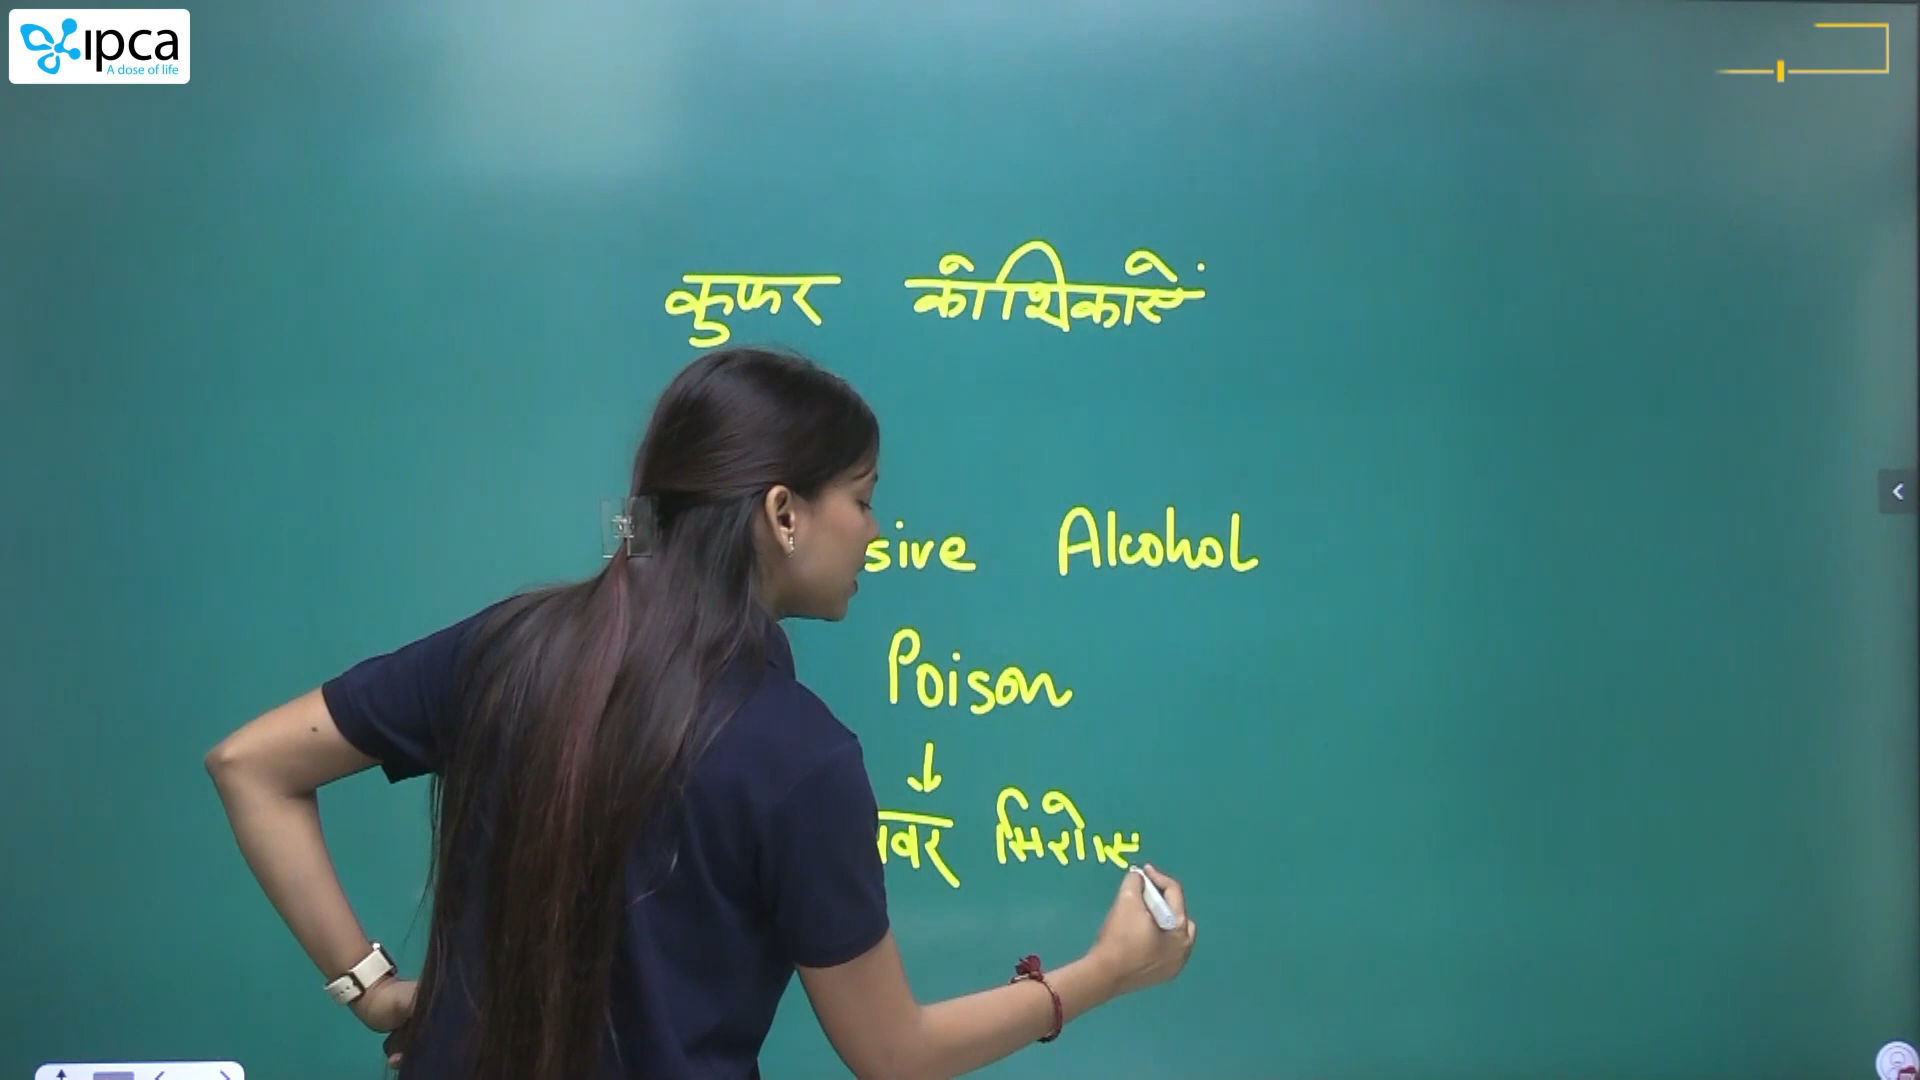 ipca
A dose of life
कुफर कोशिकाएं
sive Alcohol
Poison
↓
वर सिरोस